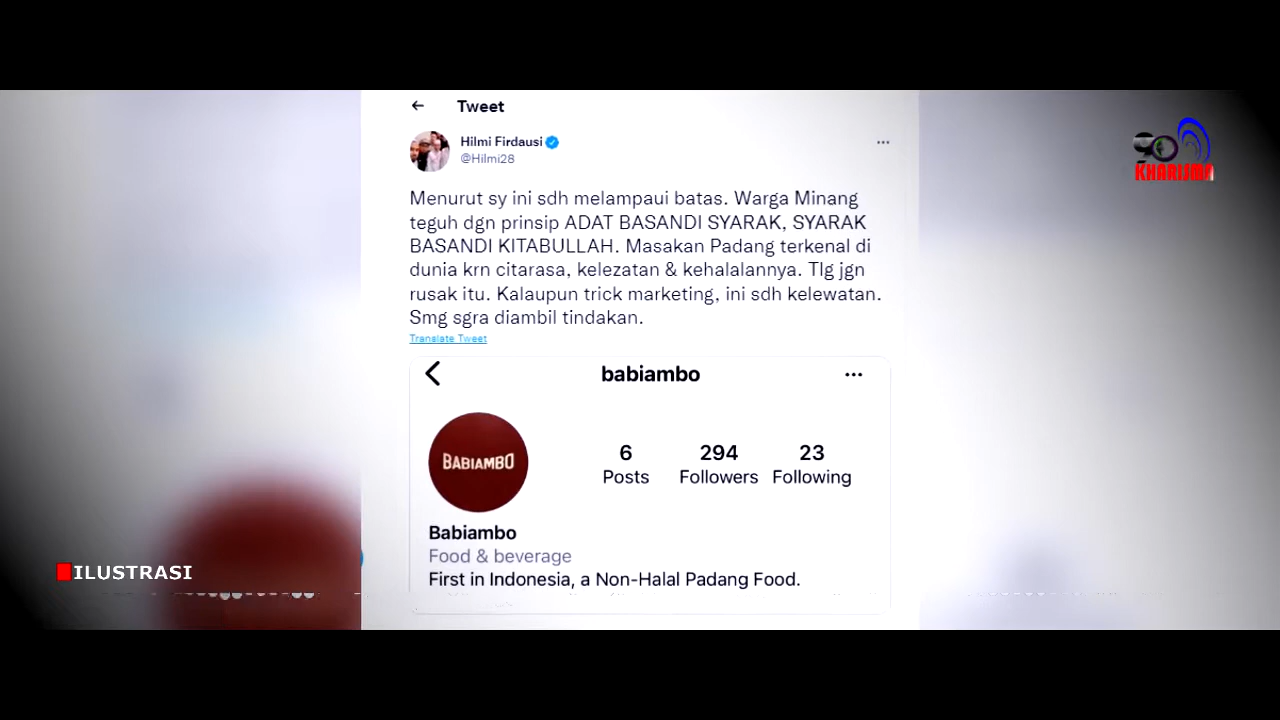 Tweet
Hilmi Firdausi
@Hilmi28
Menurut sy ini sdh melampaui batas. Warga Minang
teguh dgn prinsip ADAT BASANDI SYARAK, SYARAK
BASANDI KITABULLAH. Masakan Padang terkenal di
dunia krn citarasa, kelezatan & kehalalannya. Tlg jgn
rusak itu. Kalaupun trick marketing, ini sdh kelewatan.
Smg sgra diambil tindakan.
Translate Tweet
babiambo
BABIAMBO
6 294 23
Posts Followers Following
Babiambo
Food & beverage
First in Indonesia, a Non-Halal Padang Food.
ILUSTRASI
KHARISMA